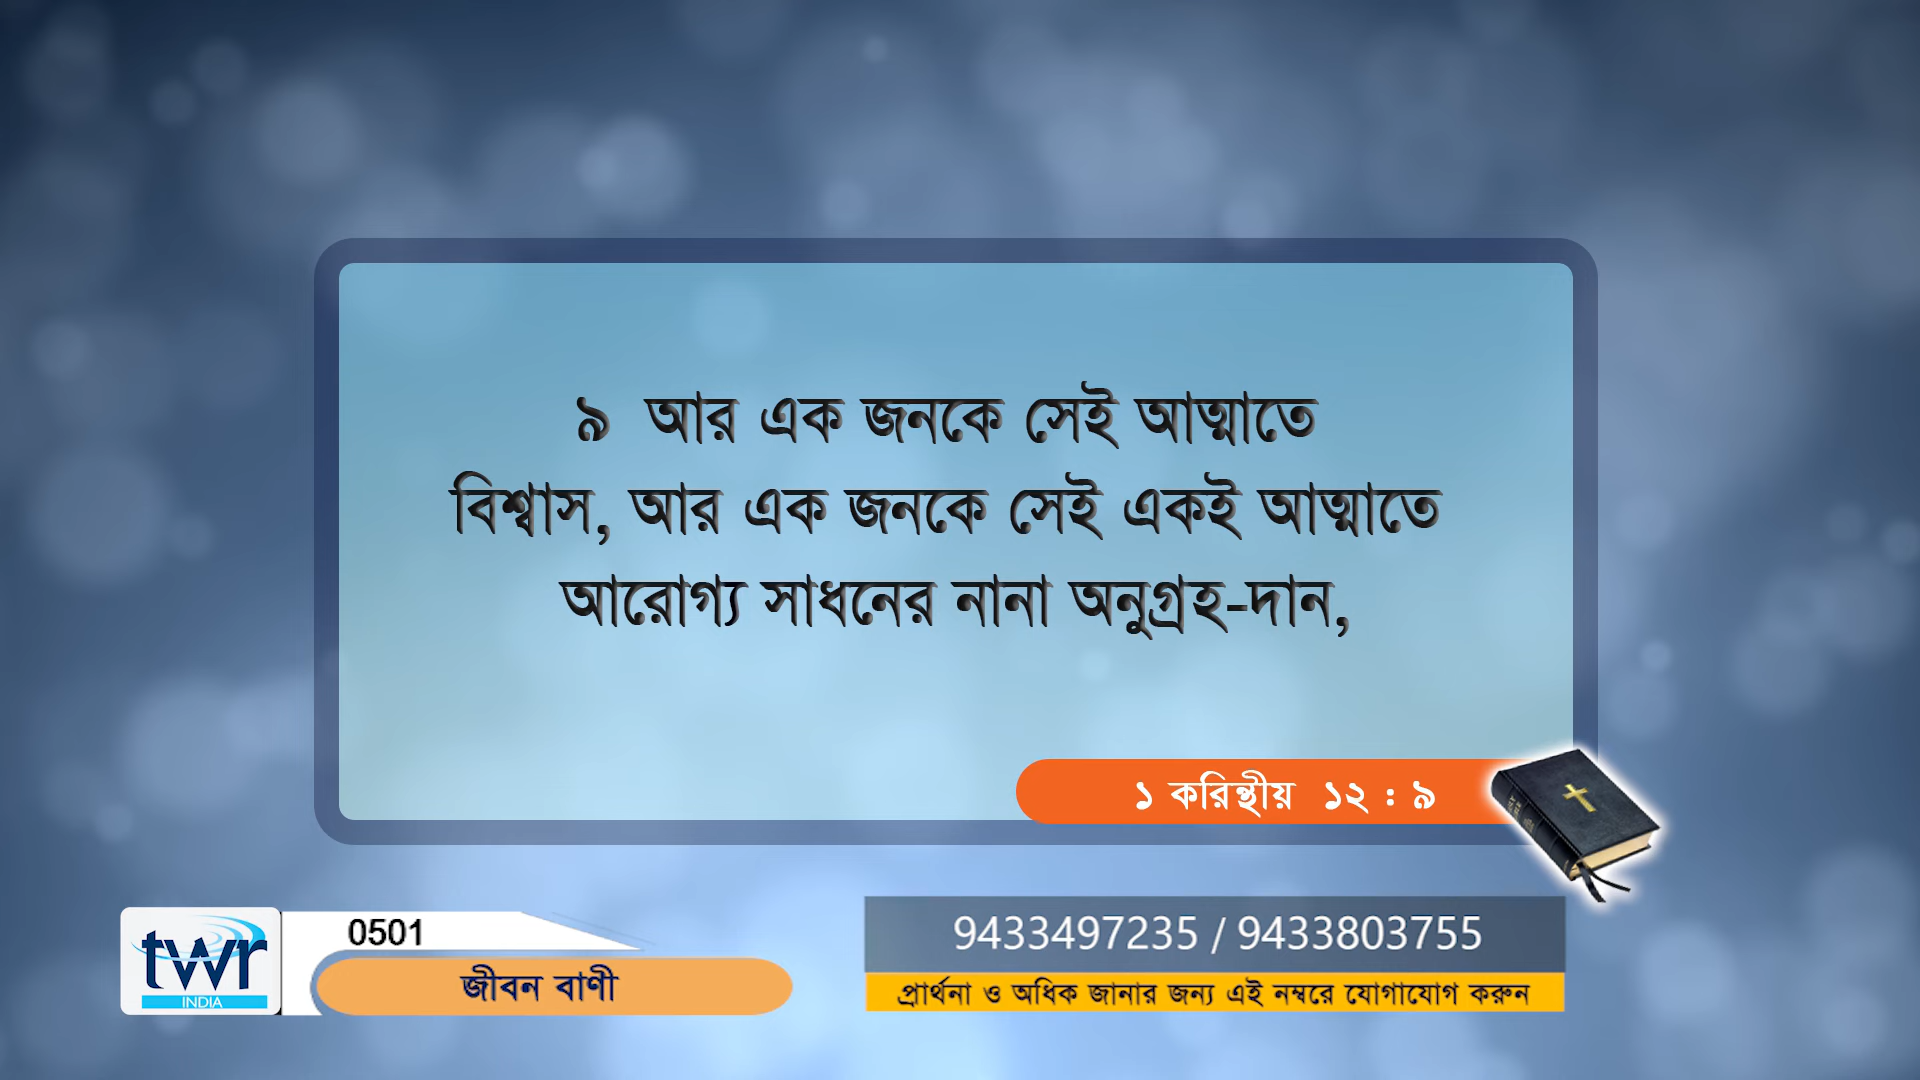 ৯ আর এক জনকে সেই আত্মাতে
বিশ্বাস, আর এক জনকে সেই একই আত্মাতে
আরোগ্য সাধনের নানা অনুগ্রহ-দান,
১ করিন্থীয় ১২ : ৯
twr
INDIA
0501
জীবন বাণী
9433497235 / 9433803755
প্রার্থনা ও অধিক জানার জন্য এই নম্বরে যোগাযোগ করুন